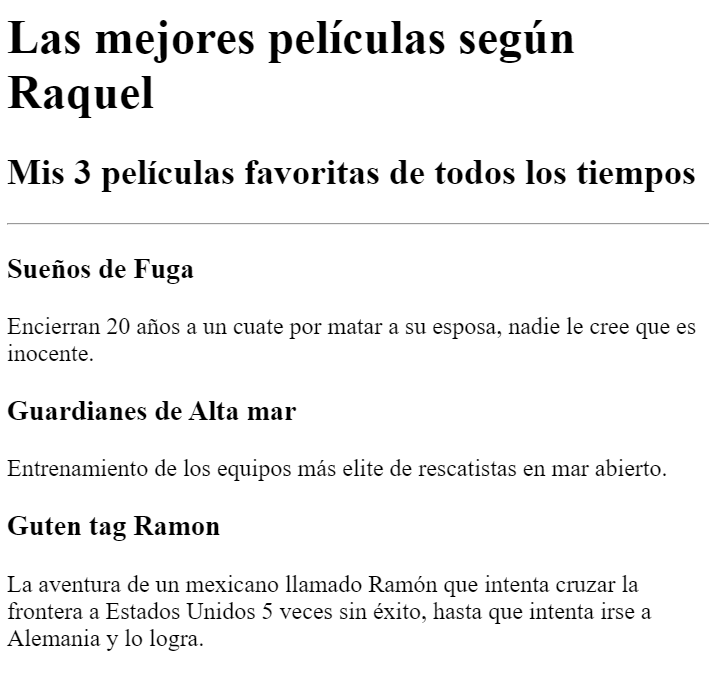 Las mejores películas según
Raquel
Mis 3 películas favoritas de todos los tiempos
Sueños de Fuga
Encierran 20 años a un cuate por matar a su esposa, nadie le cree que es
inocente.
Guardianes de Alta mar
Entrenamiento de los equipos más elite de rescatistas en mar abierto.
Guten tag Ramon
La aventura de un mexicano llamado Ramón que intenta cruzar la
frontera a Estados Unidos 5 veces sin éxito, hasta que intenta irse a
Alemania y lo logra.